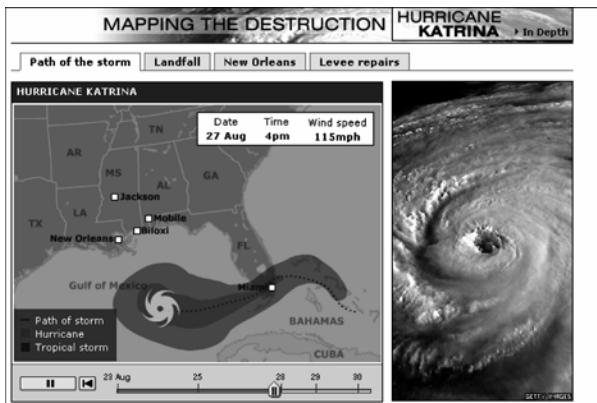 MAPPING THE DESTRUCTION
HURRICANE
KATRINA
In Depth
Path of the storm
Landfall
New Orleans
Levee repairs
HURRICANE KATRINA
Date Time Wind speed
27 Aug 4pm 115mph
TN
AR
MS
AL
GA
Jackson
LA
TX
Mobile
Biloxi
New Orleans
FL
Gulf of Mexico
Miami
Path of storm
Hurricane
Tropical storm
BAHAMAS
CUBA
23 Aug 25 28 29 30
GETTY IMAGES